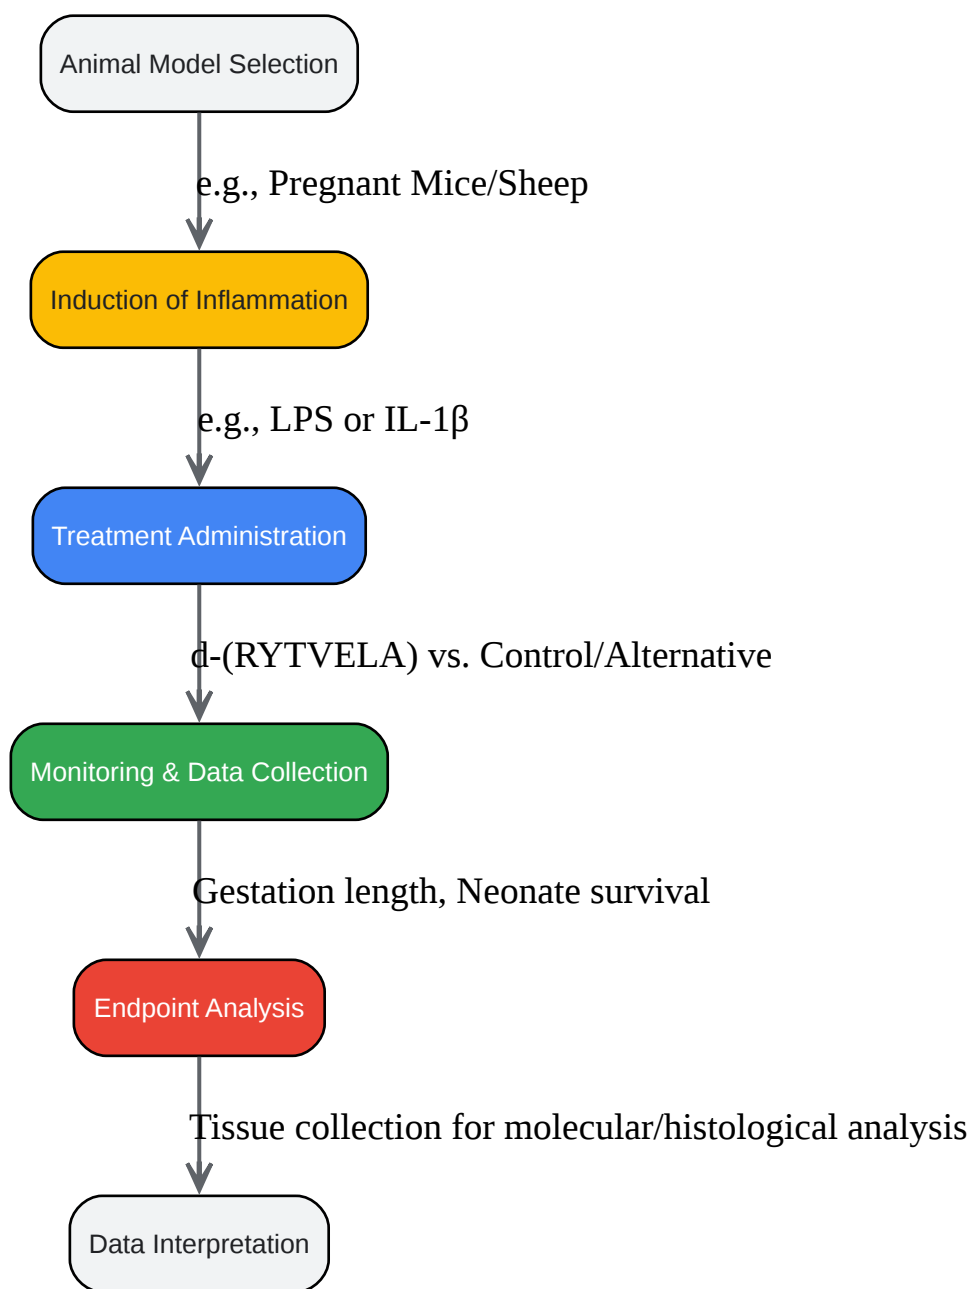 Animal Model Selection
e.g., Pregnant Mice/Sheep
Induction of Inflammation
e.g., LPS or IL-1β
Treatment Administration
d-(RYTVELA) vs. Control/Alternative
Monitoring & Data Collection
Gestation length, Neonate survival
Endpoint Analysis
Tissue collection for molecular/histological analysis
Data Interpretation